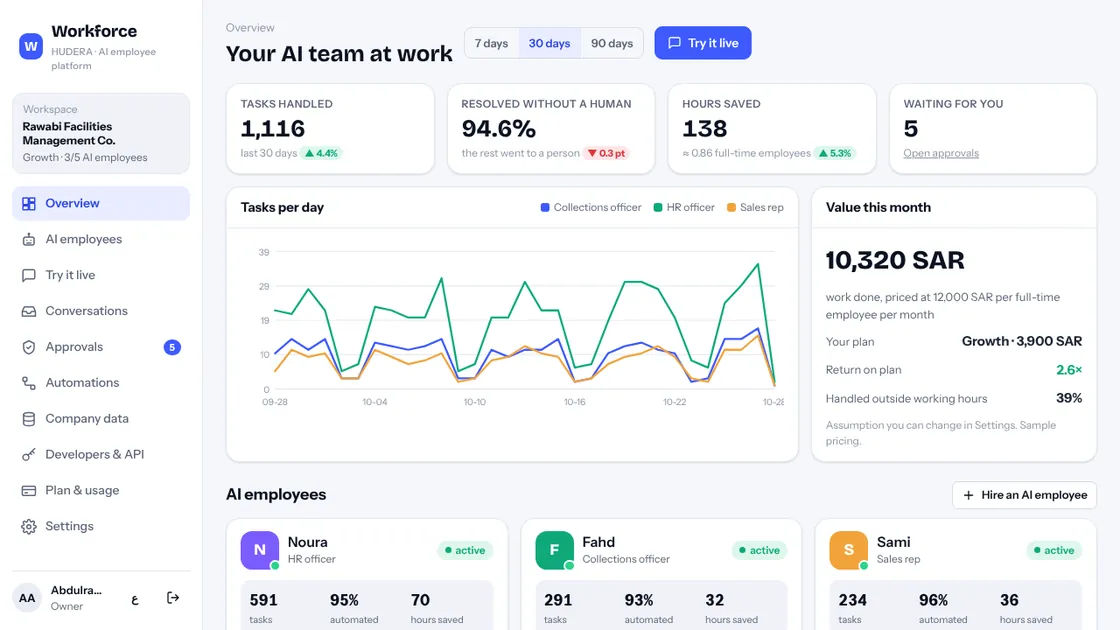 W
Workforce
HUDERA · AI employee
platform
Workspace
Rawabi Facilities
Management Co.
Growth · 3/5 AI employees
Overview
AI employees
Try it live
Conversations
Approvals
5
Automations
Company data
Developers & API
Plan & usage
Settings
AA
Abdulra...
Owner
ع
Overview
Your AI team at work
7 days
30 days
90 days
Try it live
TASKS HANDLED
1,116
last 30 days ▲ 4.4%
RESOLVED WITHOUT A HUMAN
94.6%
the rest went to a person ▼ 0.3 pt
HOURS SAVED
138
≈ 0.86 full-time employees ▲ 5.3%
WAITING FOR YOU
5
Open approvals
Tasks per day
Collections officer
HR officer
Sales rep
39
29
19
10
0
09-28
10-04
10-10
10-16
10-22
10-28
Value this month
10,320 SAR
work done, priced at 12,000 SAR per full-time
employee per month
Your plan
Growth · 3,900 SAR
Return on plan
2.6×
Handled outside working hours
39%
Assumption you can change in Settings. Sample
pricing.
AI employees
+ Hire an AI employee
N
Noura
HR officer
active
591
tasks
95%
automated
70
hours saved
F
Fahd
Collections officer
active
291
tasks
93%
automated
32
hours saved
S
Sami
Sales rep
active
234
tasks
96%
automated
36
hours saved